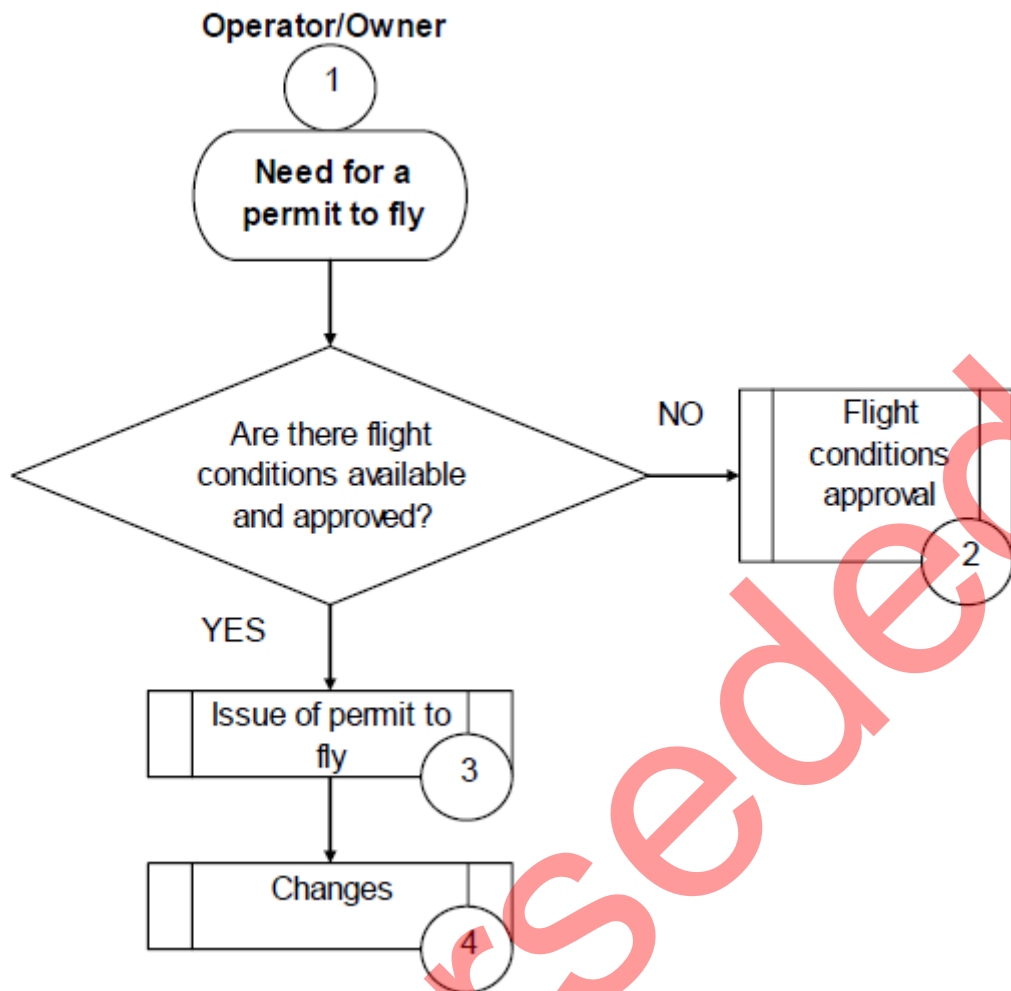 Operator/Owner
1
Need for a
permit to fly
Are there flight
conditions available
and approved?
NO
Flight
conditions
approval
2
YES
Issue of permit to
fly
3
Changes
4
rseded